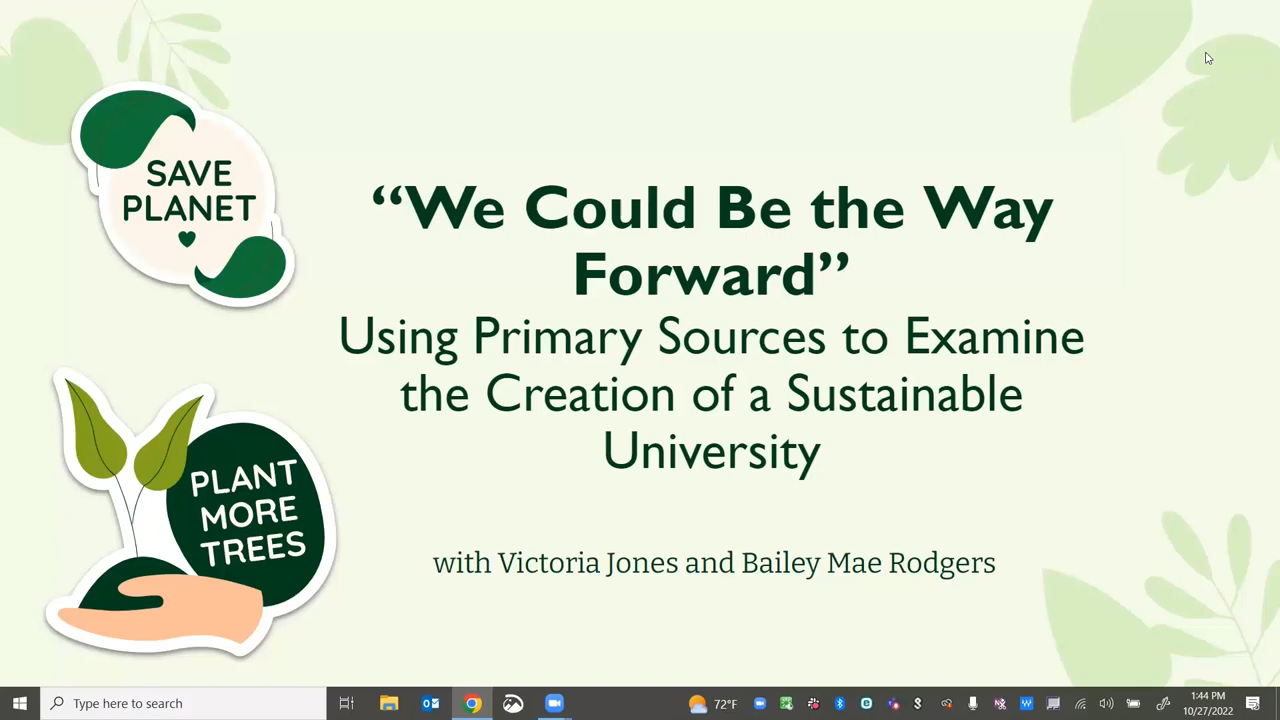 SAVE
PLANET
“We Could Be the Way
Forward”
Using Primary Sources to Examine
the Creation of a Sustainable
University
PLANT
MORE
TREES
with Victoria Jones and Bailey Mae Rodgers
Type here to search
72°F
1:44 PM
10/27/2022